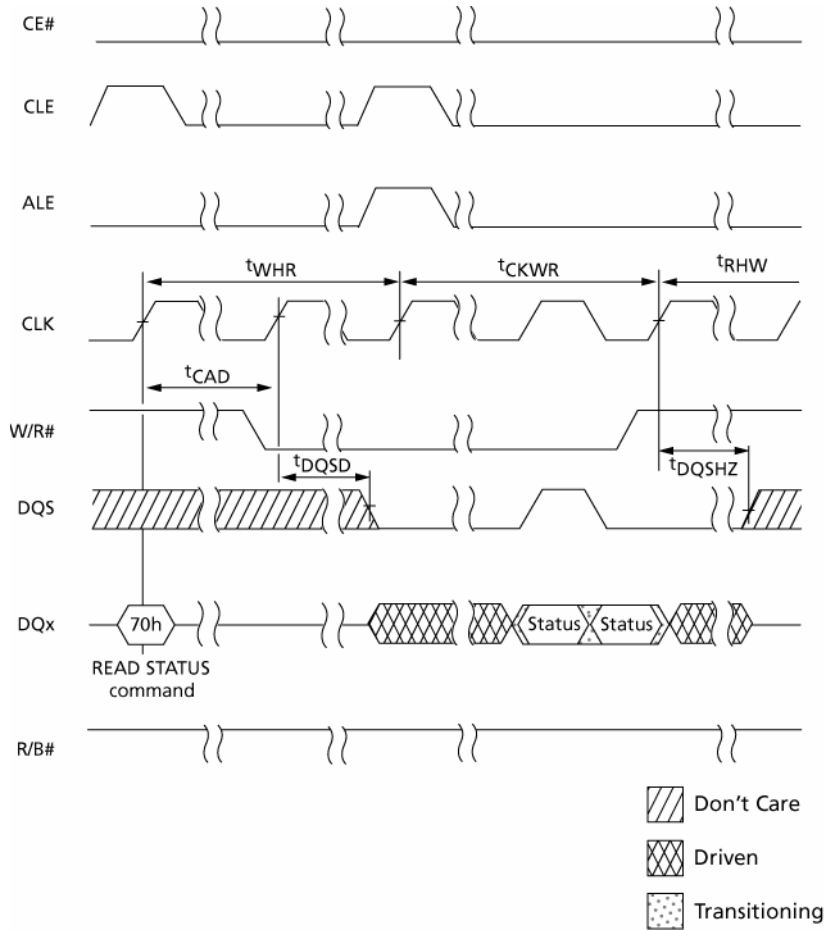 CE#
CLE
ALE
tWHR
tCKWR
tRHW
CLK
tCAD
W/R#
tDQSD
tDQSHZ
DQS
DQx
70h
Status
Status
READ STATUS
command
R/B#
Don't Care
Driven
Transitioning